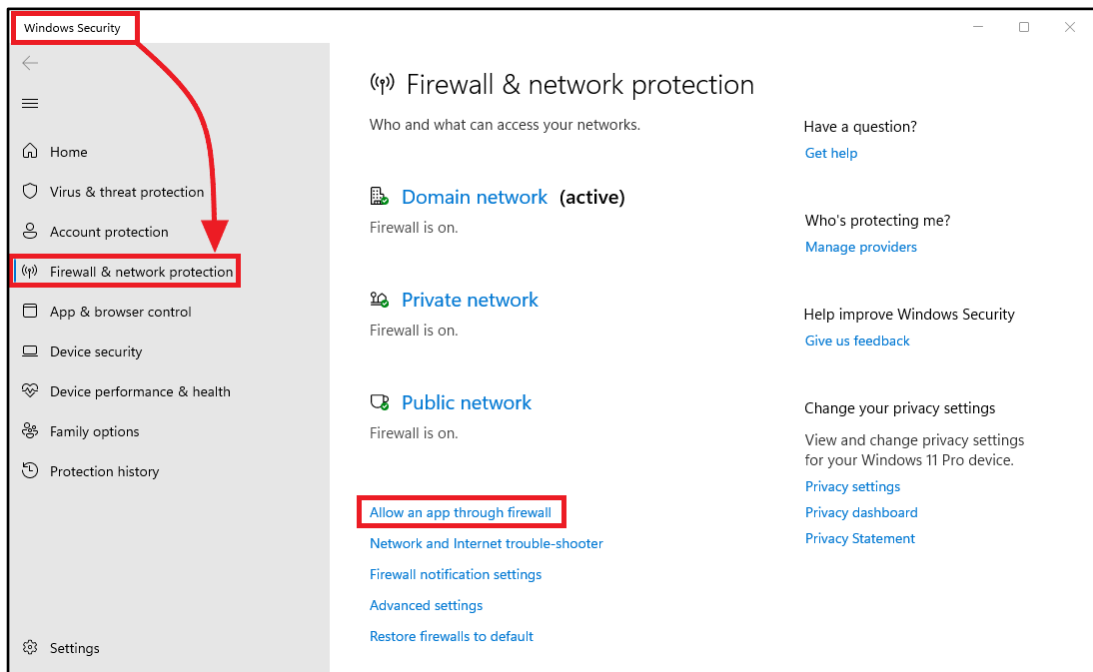 Windows Security
Home
Virus & threat protection
Account protection
Firewall & network protection
App & browser control
Device security
Device performance & health
Family options
Protection history
Settings
Firewall & network protection
Who and what can access your networks.
Domain network (active)
Firewall is on.
Private network
Firewall is on.
Public network
Firewall is on.
Allow an app through firewall
Network and Internet trouble-shooter
Firewall notification settings
Advanced settings
Restore firewalls to default
Have a question?
Get help
Who's protecting me?
Manage providers
Help improve Windows Security
Give us feedback
Change your privacy settings
View and change privacy settings
for your Windows 11 Pro device.
Privacy settings
Privacy dashboard
Privacy Statement